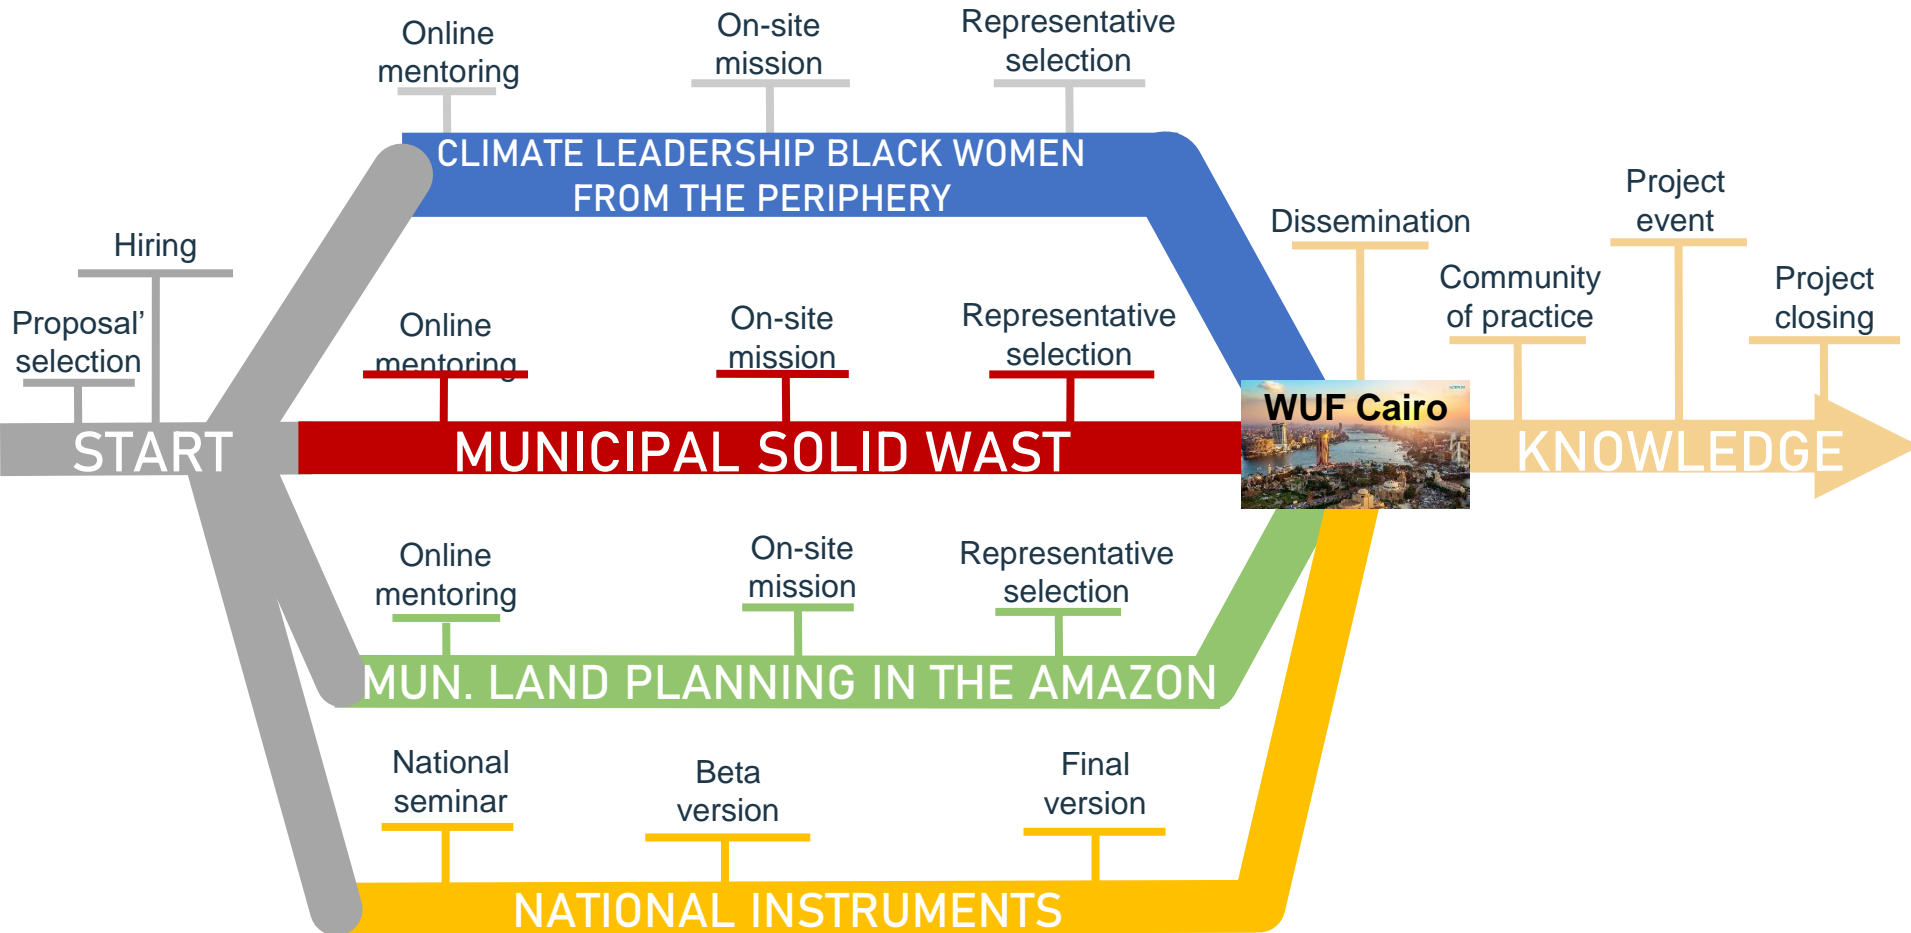 Online
mentoring
On-site
mission
Representative
selection
CLIMATE LEADERSHIP BLACK WOMEN
FROM THE PERIPHERY
Hiring
Proposal’
selection
START
Online
mentoring
On-site
mission
Representative
selection
MUNICIPAL SOLID WAST
WUF Cairo
Dissemination
Community
of practice
Project
event
Project
closing
KNOWLEDGE
Online
mentoring
On-site
mission
Representative
selection
MUN. LAND PLANNING IN THE AMAZON
National
seminar
Beta
version
Final
version
NATIONAL INSTRUMENTS